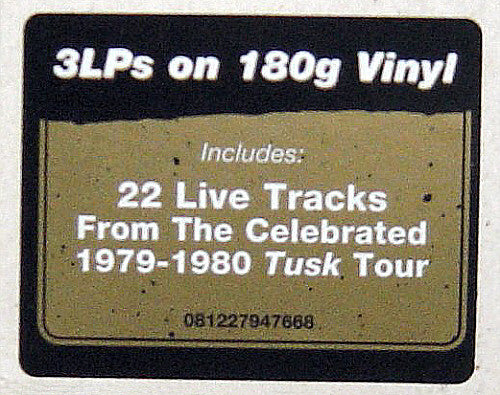 3LPs on 180g Vinyl
Includes:
22 Live Tracks
From The Celebrated
1979-1980 Tusk Tour
081227947668